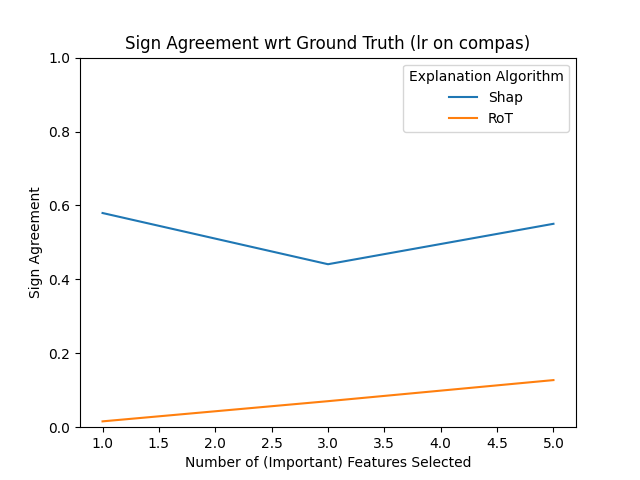 Sign Agreement wrt Ground Truth (lr on compas)
Explanation Algorithm
Shap
RoT
Sign Agreement
1.0
0.8
0.6
0.4
0.2
0.0
1.0 1.5 2.0 2.5 3.0 3.5 4.0 4.5 5.0
Number of (Important) Features Selected